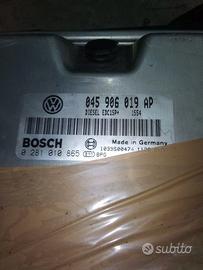 045 906 019 AP
DIESEL EDC15P+ 1554
BOSCH
Made in Germany
0 281 010 865
subito